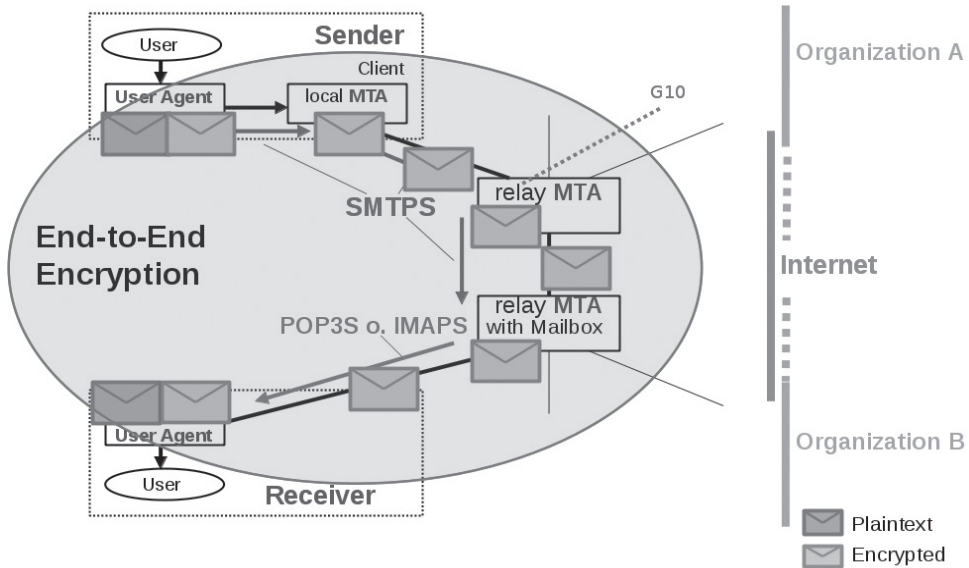 Sender
User
Client
User Agent
local MTA
Organization A
G10
relay MTA
SMTPS
End-to-End
Encryption
Internet
relay MTA
with Mailbox
POP3S o. IMAPS
User Agent
Organization B
User
Receiver
Plaintext
Encrypted